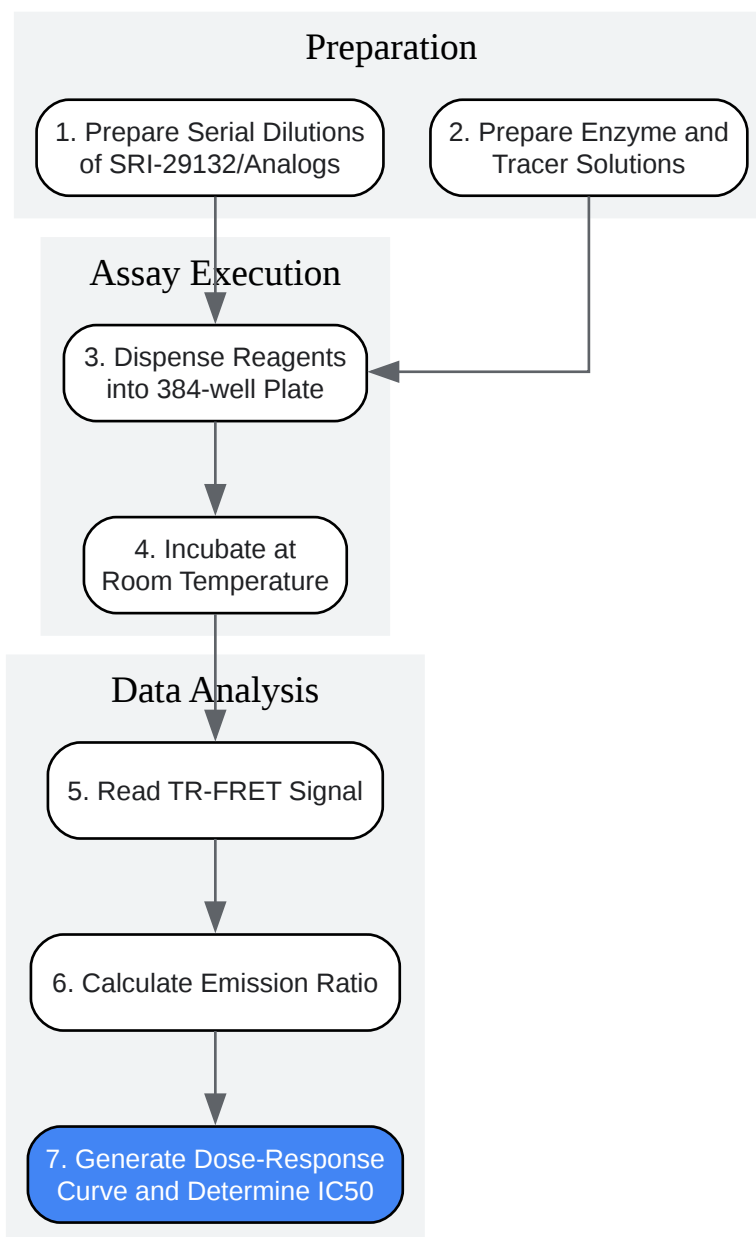 Preparation
1. Prepare Serial Dilutions
of SRI-29132/Analogs
2. Prepare Enzyme and
Tracer Solutions
Assay Execution
3. Dispense Reagents
into 384-well Plate
4. Incubate at
Room Temperature
Data Analysis
5. Read TR-FRET Signal
6. Calculate Emission Ratio
7. Generate Dose-Response
Curve and Determine IC50